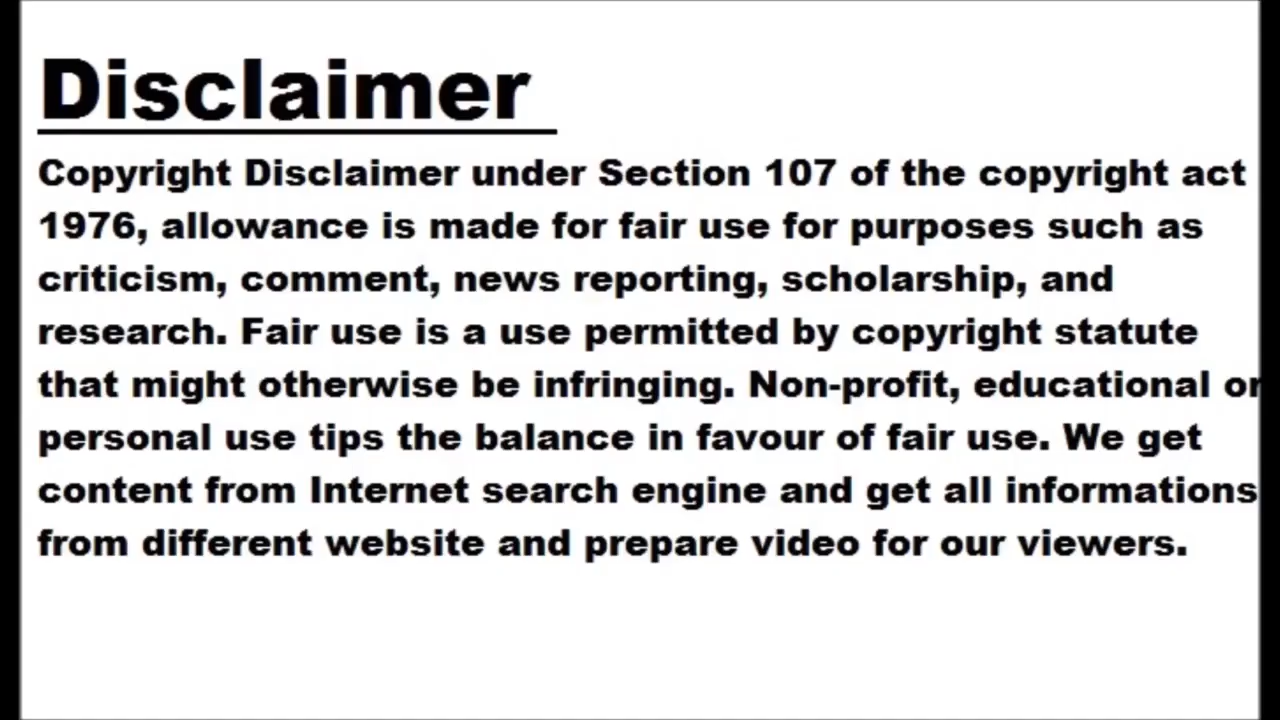 Disclaimer
Copyright Disclaimer under Section 107 of the copyright act
1976, allowance is made for fair use for purposes such as
criticism, comment, news reporting, scholarship, and
research. Fair use is a use permitted by copyright statute
that might otherwise be infringing. Non-profit, educational or
personal use tips the balance in favour of fair use. We get
content from Internet search engine and get all informations
from different website and prepare video for our viewers.